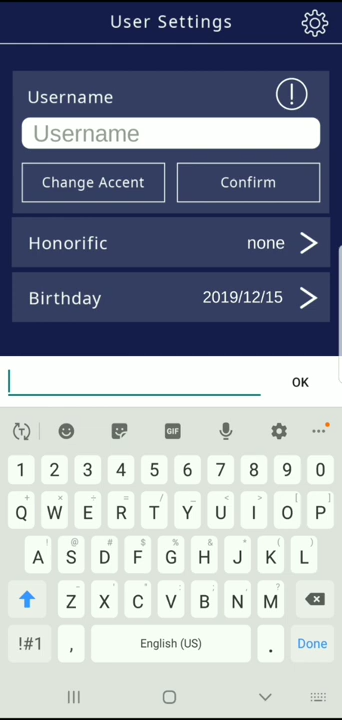 User Settings
Username
Username
Change Accent
Confirm
Honorific
none
Birthday
2019/12/15
OK
T
GIF
1 2 3 4 5 6 7 8 9 0
Q W E R T Y U I O P
A S D F G H J K L
Z X C V B N M
!#1 , English (US) . Done